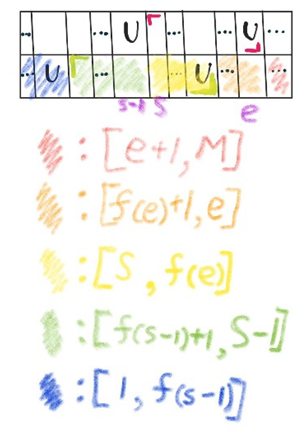 ... ... U ... ... U ...
... U ... ... U ... ...
s-1 s e
: [e+1, M]
: [f(e)+1, e]
: [S, f(e)]
: [f(s-1)+1, S-1]
: [1, f(s-1)]